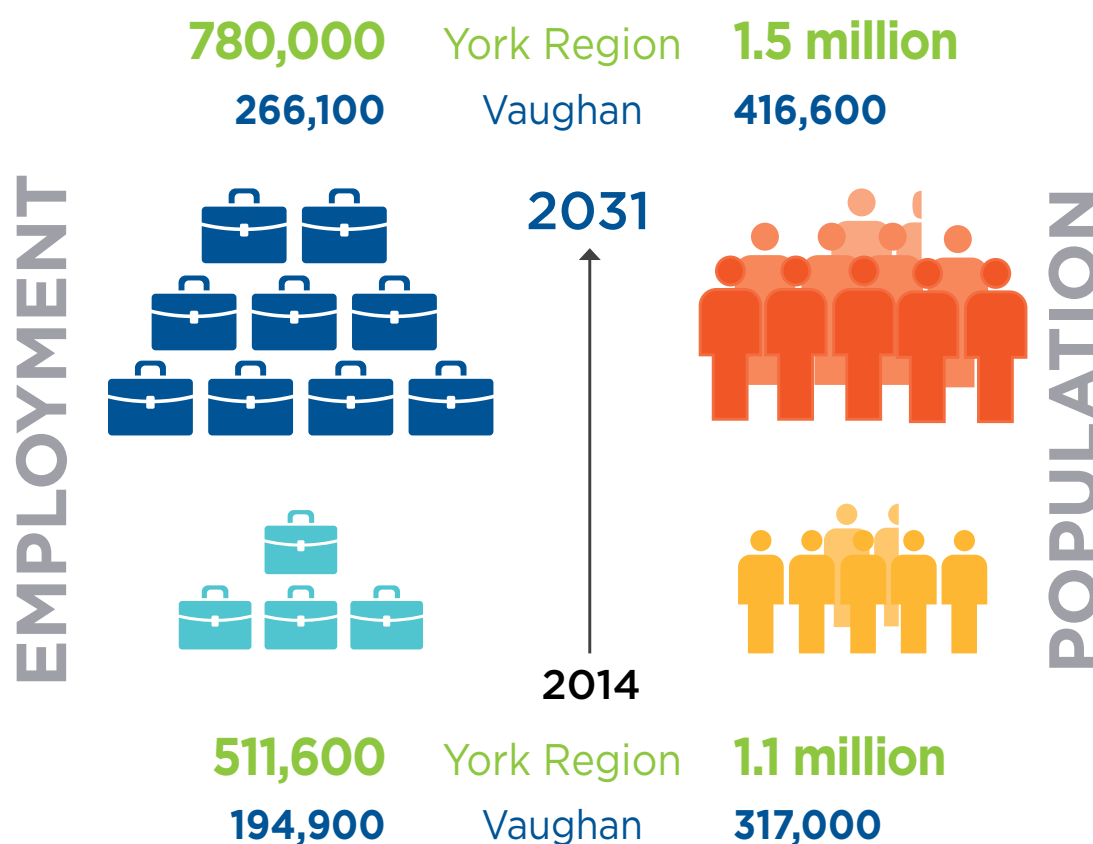 780,000 York Region 1.5 million
266,100 Vaughan 416,600
EMPLOYMENT
2031
POPULATION
2014
511,600 York Region 1.1 million
194,900 Vaughan 317,000